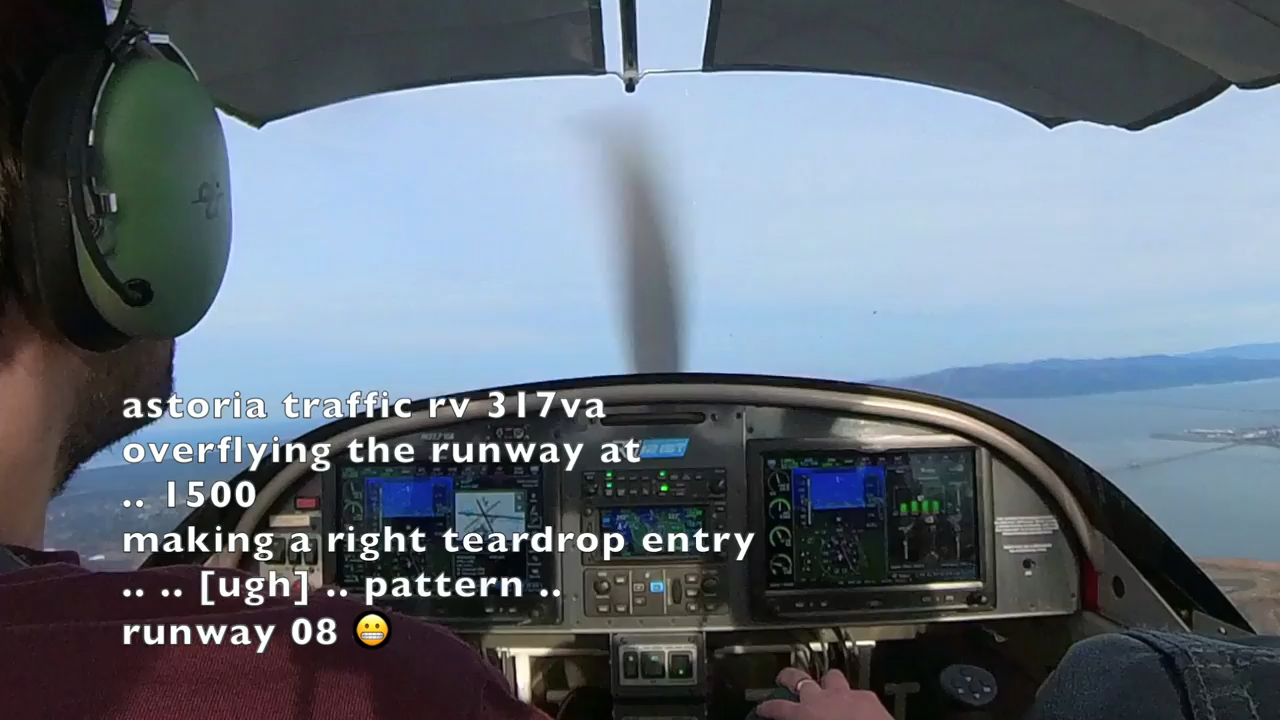 astoria traffic rv 317va
overflying the runway at
.. 1500
making a right teardrop entry
.. .. [ugh] .. pattern ..
runway 08 😬